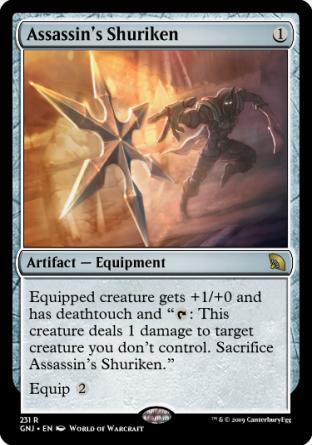 Assassin's Shuriken 1
Artifact — Equipment
Equipped creature gets +1/+0 and
has deathtouch and “: This
creature deals 1 damage to target
creature you don't control. Sacrifice
Assassin's Shuriken.”
Equip 2
231 R
GNJ • EN World of Warcraft
™ & © 2019 CanterburyEgg